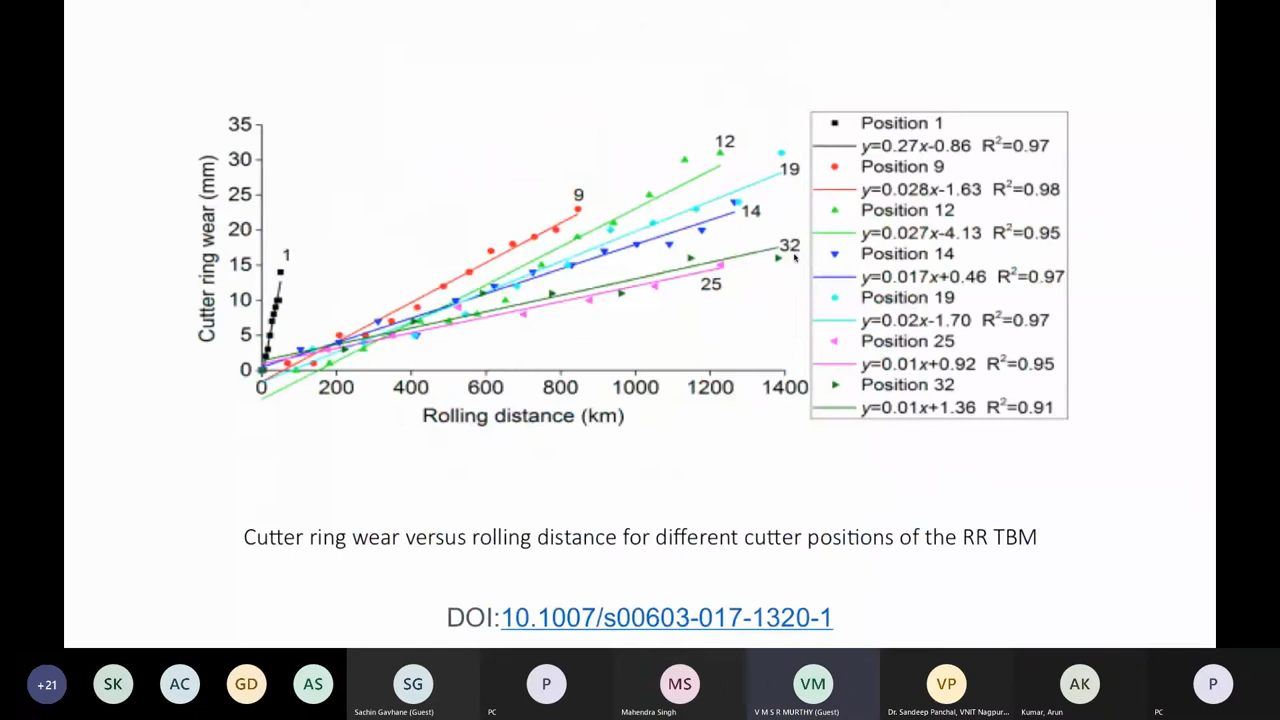 35
30
25
20
15
10
5
0
Cutter ring wear (mm)
0 200 400 600 800 1000 1200 1400
Rolling distance (km)
1
9
12
19
14
32
25
Position 1
y=0.27x-0.86 R²=0.97
Position 9
y=0.028x-1.63 R²=0.98
Position 12
y=0.027x-4.13 R²=0.95
Position 14
y=0.017x+0.46 R²=0.97
Position 19
y=0.02x-1.70 R²=0.97
Position 25
y=0.01x+0.92 R²=0.95
Position 32
y=0.01x+1.36 R²=0.91
Cutter ring wear versus rolling distance for different cutter positions of the RR TBM
DOI:10.1007/s00603-017-1320-1
+21 SK AC GD AS SG P MS VM VP AK P
Sachin Gavhane (Guest) PC Mahendra Singh V M S R MURTHY (Guest) Dr. Sandeep Panchal, VNIT Nagpur... Kumar, Arun PC